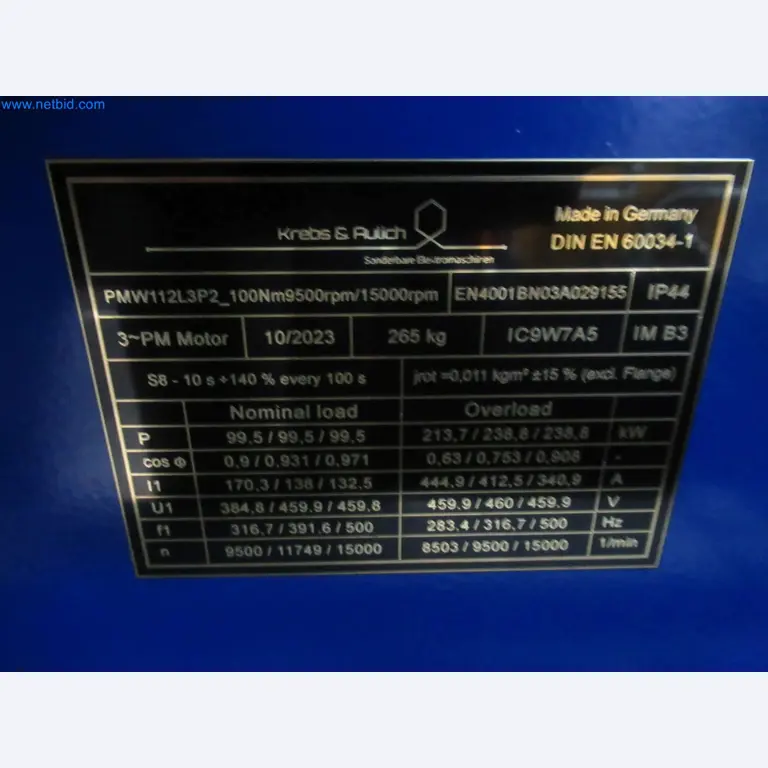 www.netbid.com
Krebs & Aulich
Sonderbare Elektromaschinen
Made in Germany
DIN EN 60034-1
PMW112L3P2_100Nm9500rpm/15000rpm EN4001BN03A029155 IP44
3~PM Motor 10/2023 265 kg IC9W7A5 IM B3
S8 - 10 s +140 % every 100 s jrot =0,011 kgm² ±15 % (excl. Flange)
Nominal load Overload
P 99,5 / 99,5 / 99,5 213,7 / 238,8 / 238,8 kW
cos Φ 0,9 / 0,931 / 0,971 0,63 / 0,753 / 0,908 -
I1 170,3 / 138 / 132,5 444,9 / 412,5 / 340,9 A
U1 384,8 / 459.9 / 459,8 459.9 / 460 / 459.9 V
f1 316,7 / 391,6 / 500 283.4 / 316,7 / 500 Hz
n 9500 / 11749 / 15000 8503 / 9500 / 15000 1/min